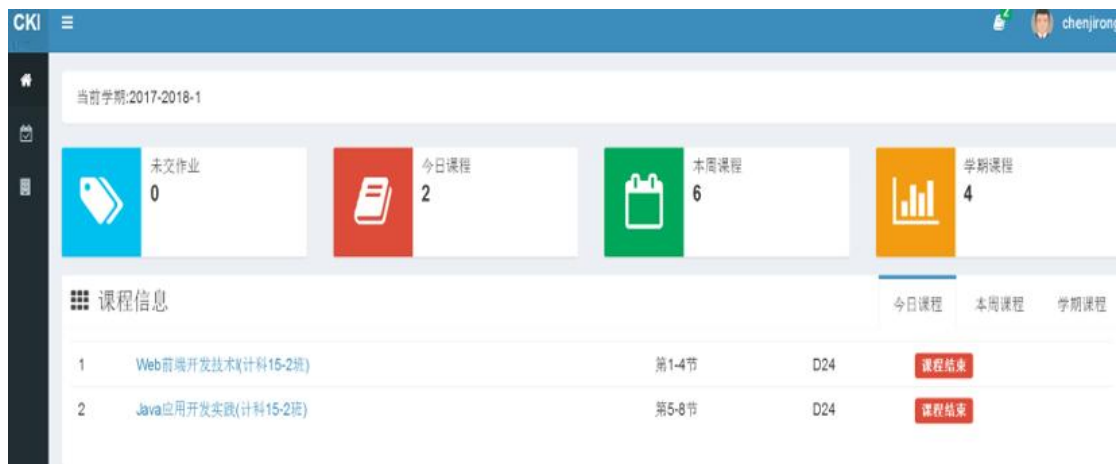 CKI
2
chenjirong
当前学期:2017-2018-1
未交作业
0
今日课程
2
本周课程
6
学期课程
4
课程信息
今日课程 本周课程 学期课程
1 Web前端开发技术I(计科15-2班) 第1-4节 D24 课程结束
2 Java应用开发实践(计科15-2班) 第5-8节 D24 课程结束